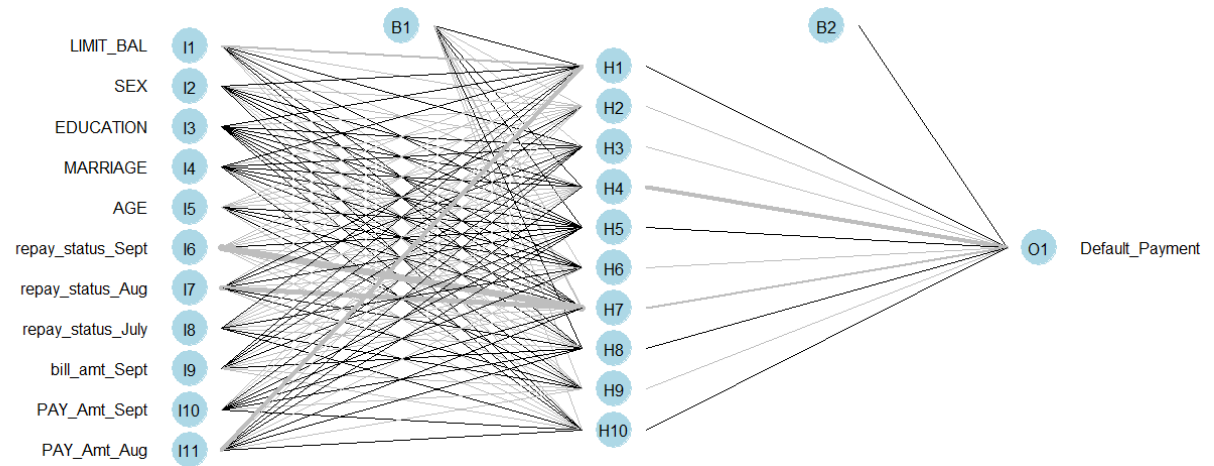 B1
B2
LIMIT_BAL I1
H1
SEX I2
H2
EDUCATION I3
H3
MARRIAGE I4
H4
AGE I5
H5
repay_status_Sept I6
O1 Default_Payment
H6
repay_status_Aug I7
H7
repay_status_July I8
H8
bill_amt_Sept I9
H9
PAY_Amt_Sept I10
H10
PAY_Amt_Aug I11